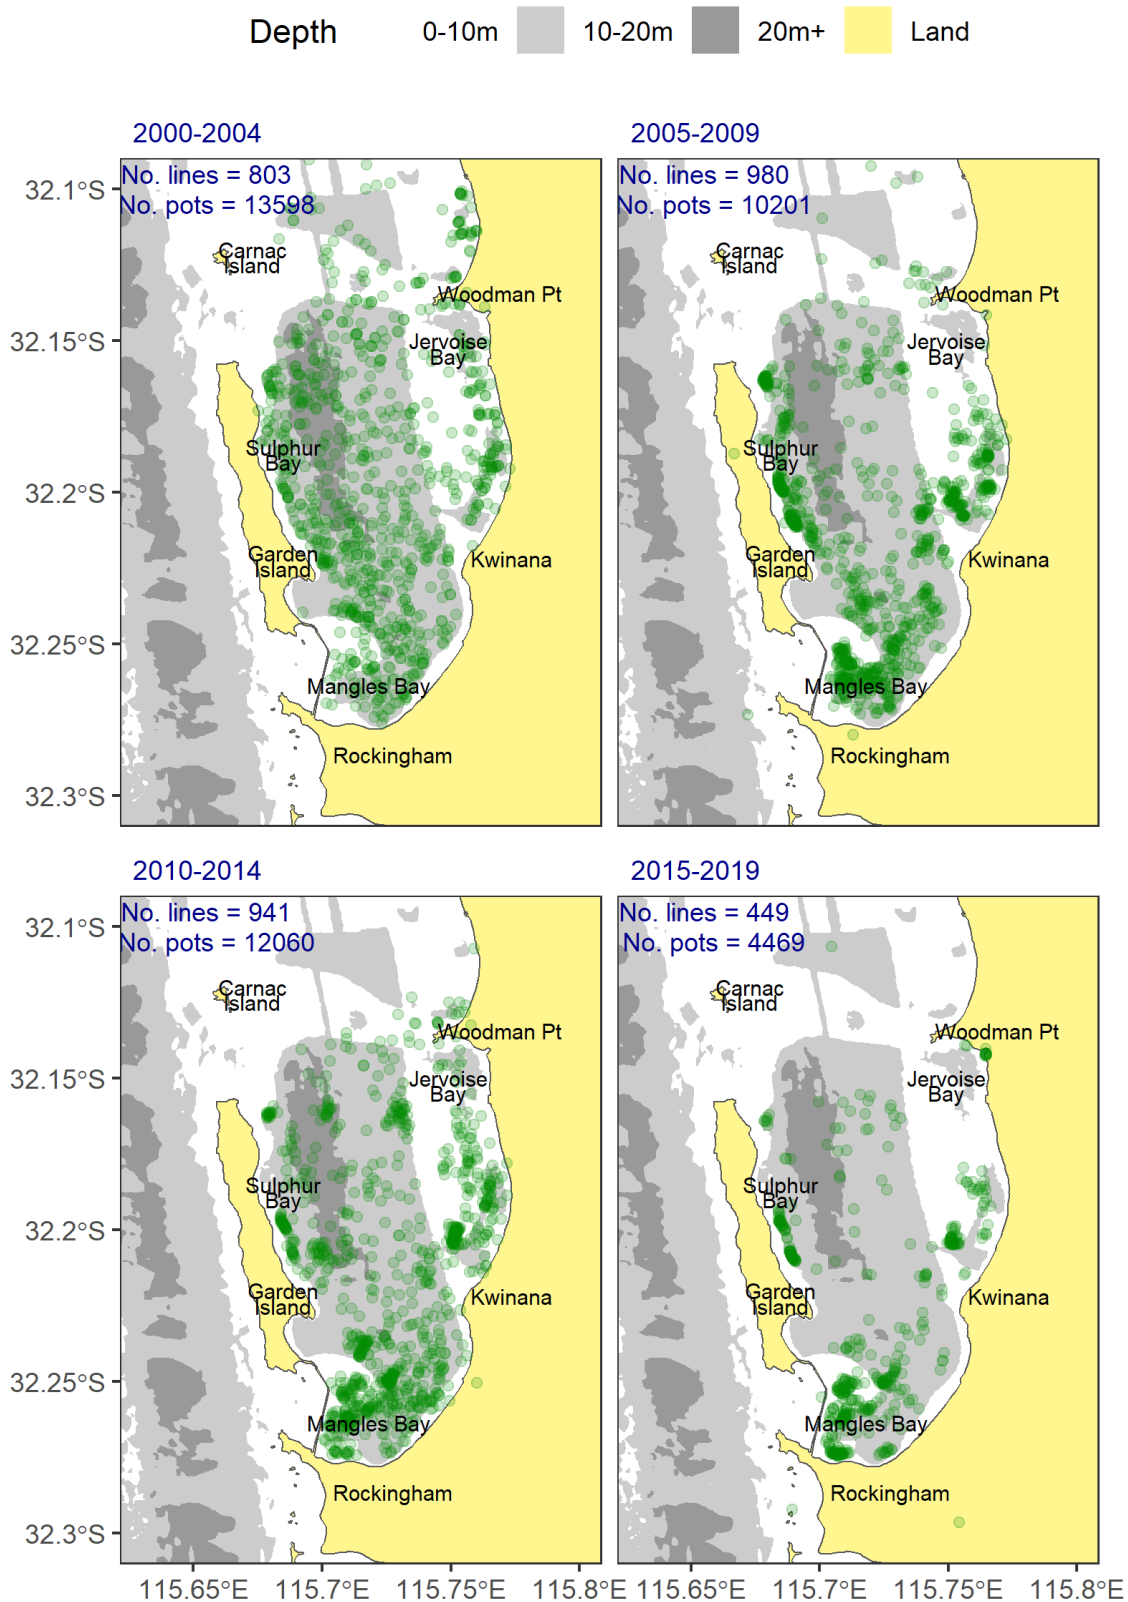 Depth 0-10m 10-20m 20m+ Land
2000-2004
No. lines = 803
No. pots = 13598
32.1°S
Carnac
Island
Woodman Pt
32.15°S
Jervoise
Bay
Sulphur
Bay
32.2°S
Garden
Island
Kwinana
32.25°S
Mangles Bay
Rockingham
32.3°S
2005-2009
No. lines = 980
No. pots = 10201
Carnac
Island
Woodman Pt
Jervoise
Bay
Sulphur
Bay
Garden
Island
Kwinana
Mangles Bay
Rockingham
2010-2014
No. lines = 941
No. pots = 12060
32.1°S
Carnac
Island
Woodman Pt
32.15°S
Jervoise
Bay
Sulphur
Bay
32.2°S
Garden
Island
Kwinana
32.25°S
Mangles Bay
Rockingham
32.3°S
115.65°E 115.7°E 115.75°E 115.8°E
2015-2019
No. lines = 449
No. pots = 4469
Carnac
Island
Woodman Pt
Jervoise
Bay
Sulphur
Bay
Garden
Island
Kwinana
Mangles Bay
Rockingham
115.65°E 115.7°E 115.75°E 115.8°E